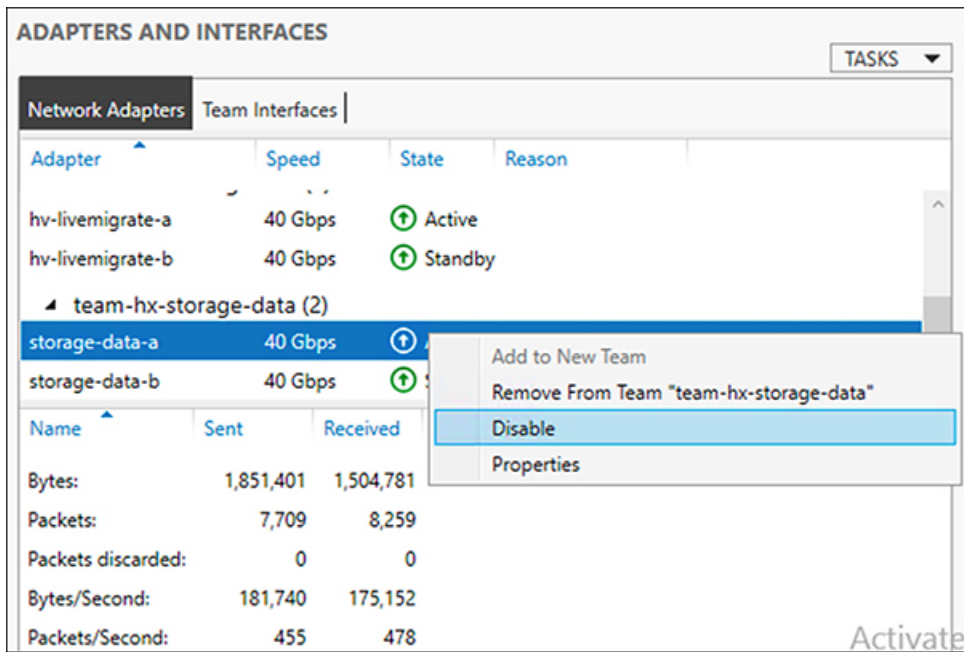 ADAPTERS AND INTERFACES
TASKS
Network Adapters Team Interfaces
Adapter Speed State Reason
hv-livemigrate-a 40 Gbps Active
hv-livemigrate-b 40 Gbps Standby
team-hx-storage-data (2)
storage-data-a 40 Gbps
Add to New Team
storage-data-b 40 Gbps
Remove From Team "team-hx-storage-data"
Name Sent Received
Disable
Properties
Bytes: 1,851,401 1,504,781
Packets: 7,709 8,259
Packets discarded: 0 0
Bytes/Second: 181,740 175,152
Packets/Second: 455 478
Activate